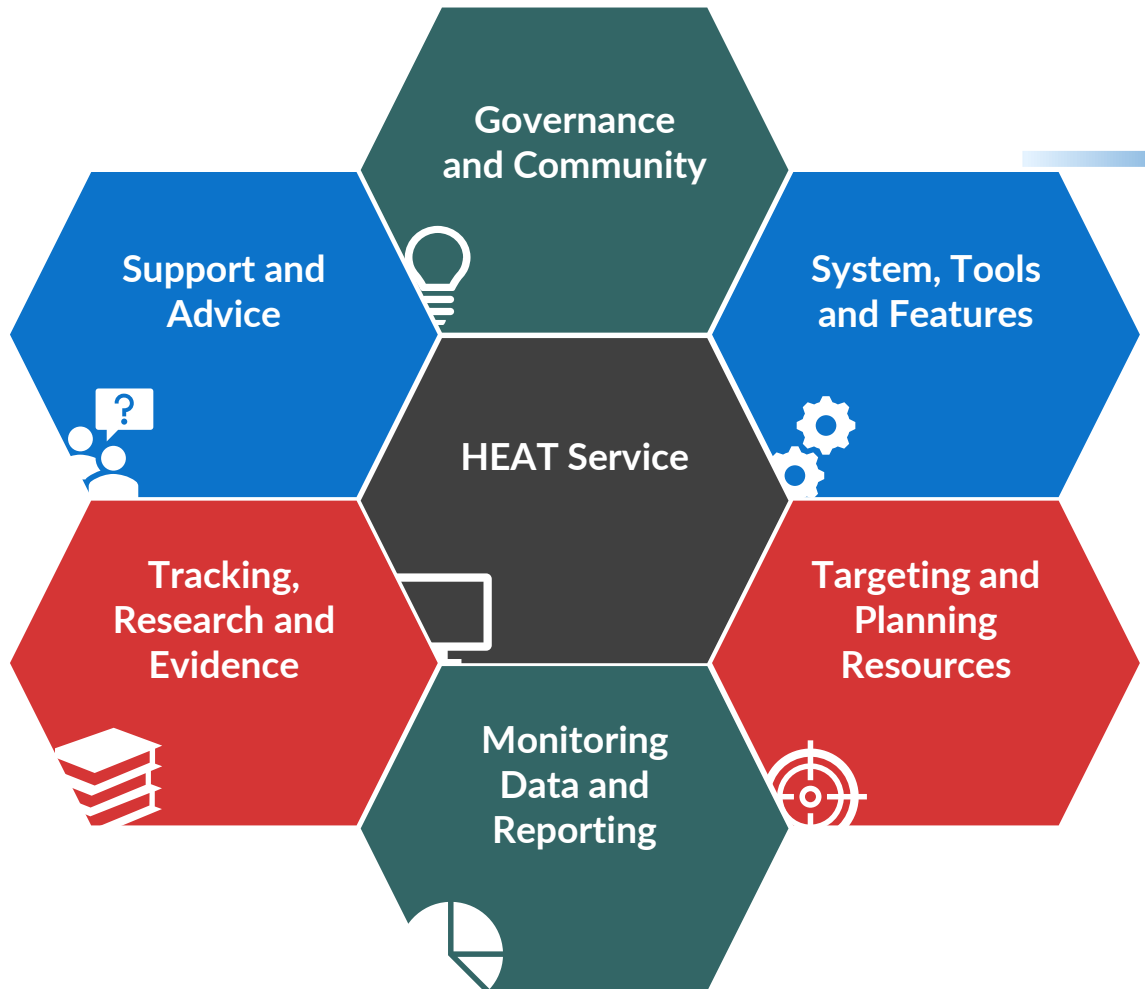 Governance
and Community
Support and
Advice
System, Tools
and Features
?
HEAT Service
Tracking,
Research and
Evidence
Targeting and
Planning
Resources
Monitoring
Data and
Reporting